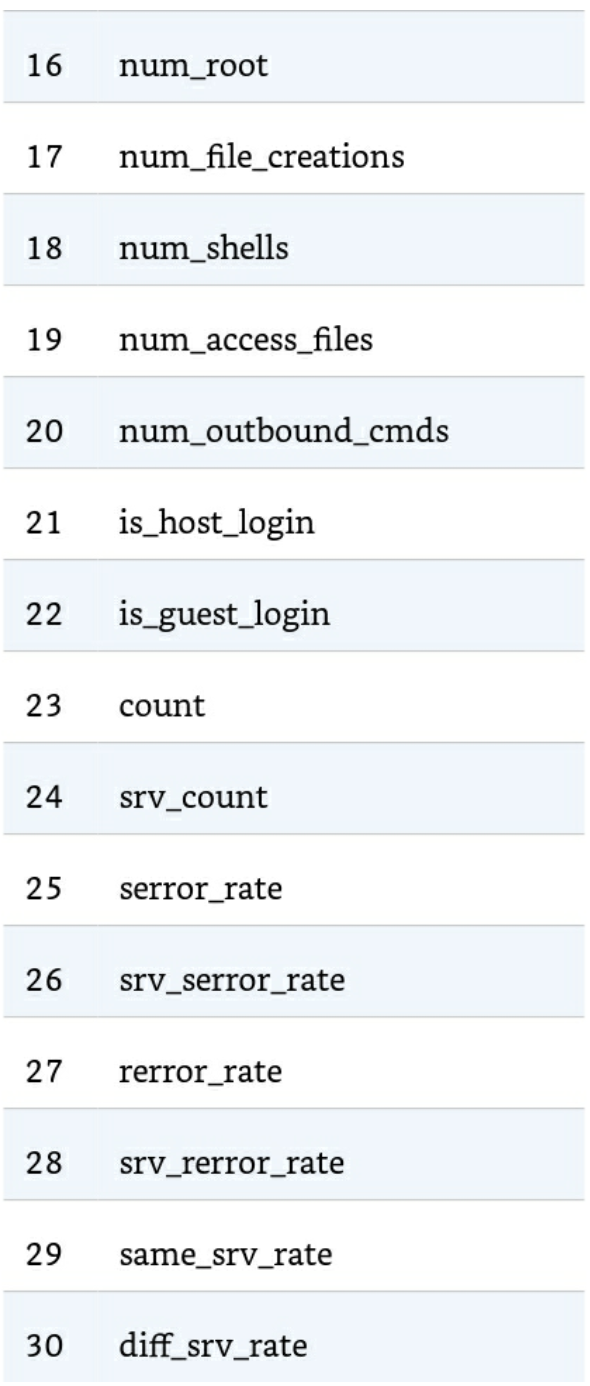 16 num_root
17 num_file_creations
18 num_shells
19 num_access_files
20 num_outbound_cmds
21 is_host_login
22 is_guest_login
23 count
24 srv_count
25 serror_rate
26 srv_serror_rate
27 rerror_rate
28 srv_rerror_rate
29 same_srv_rate
30 diff_srv_rate